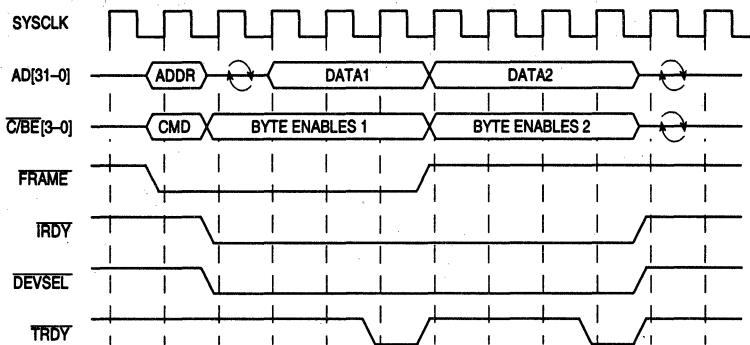 SYSCLK
AD[31–0] ADDR DATA1 DATA2
C/BE[3–0] CMD BYTE ENABLES 1 BYTE ENABLES 2
FRAME
IRDY
DEVSEL
TRDY